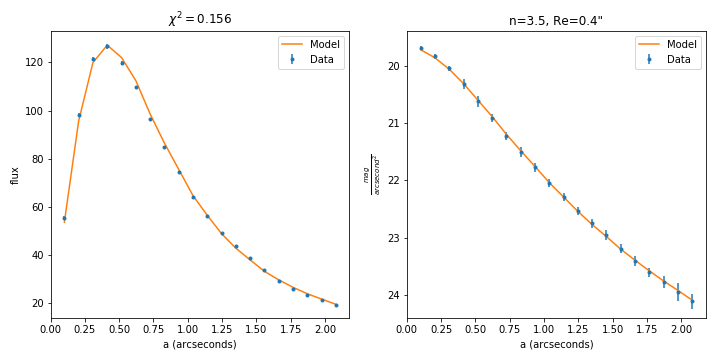 χ² = 0.156
Model
Data
flux
120
100
80
60
40
20
0.00 0.25 0.50 0.75 1.00 1.25 1.50 1.75 2.00
a (arcseconds)
n=3.5, Re=0.4"
Model
Data
mag
arcsecond²
20
21
22
23
24
0.00 0.25 0.50 0.75 1.00 1.25 1.50 1.75 2.00
a (arcseconds)